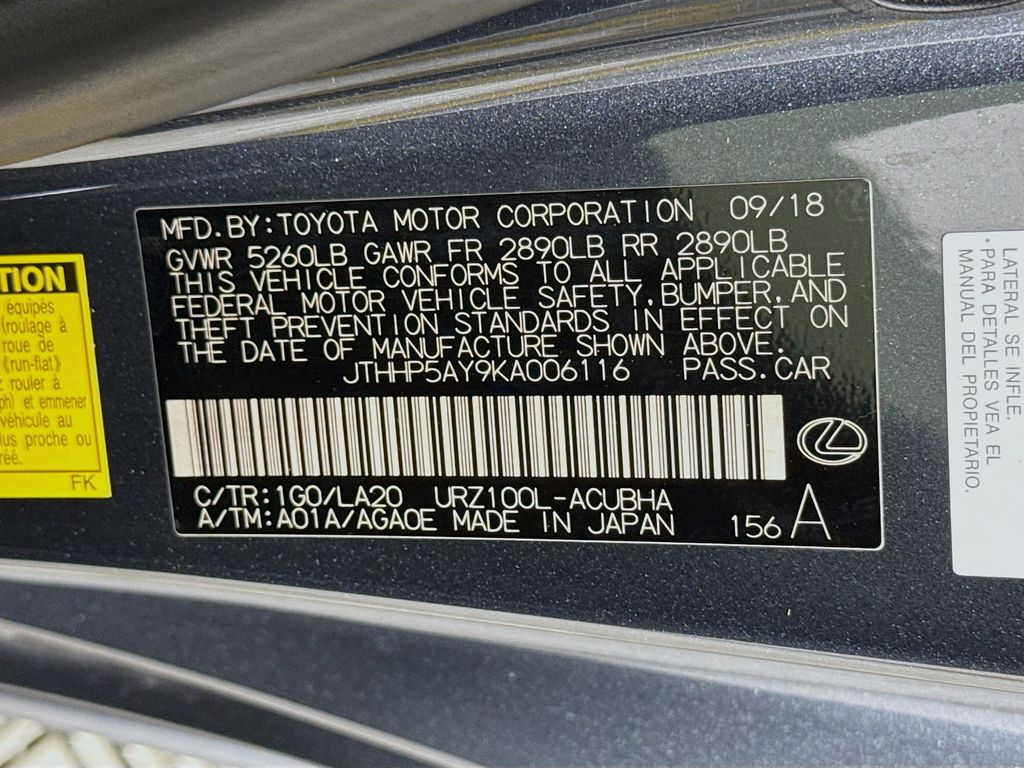 MFD.BY:TOYOTA MOTOR CORPORATION 09/18
GVWR 5260LB GAWR FR 2890LB RR 2890LB
THIS VEHICLE CONFORMS TO ALL APPLICABLE
FEDERAL MOTOR VEHICLE SAFETY,BUMPER,AND
THEFT PREVENTION STANDARDS IN EFFECT ON
THE DATE OF MANUFACTURE SHOWN ABOVE.
JTHHP5AY9KA006116 PASS.CAR
C/TR:1G0/LA20 URZ100L-ACUBHA
A/TM:A01A/AGA0E MADE IN JAPAN
156 A
équipés
(roulage à
roue de
(run-flat)
rouler à
et emmener
véhicule au
plus proche ou
FK
LATERAL SE INFLE.
• PARA DETALLES VEA EL
MANUAL DEL PROPIETARIO.